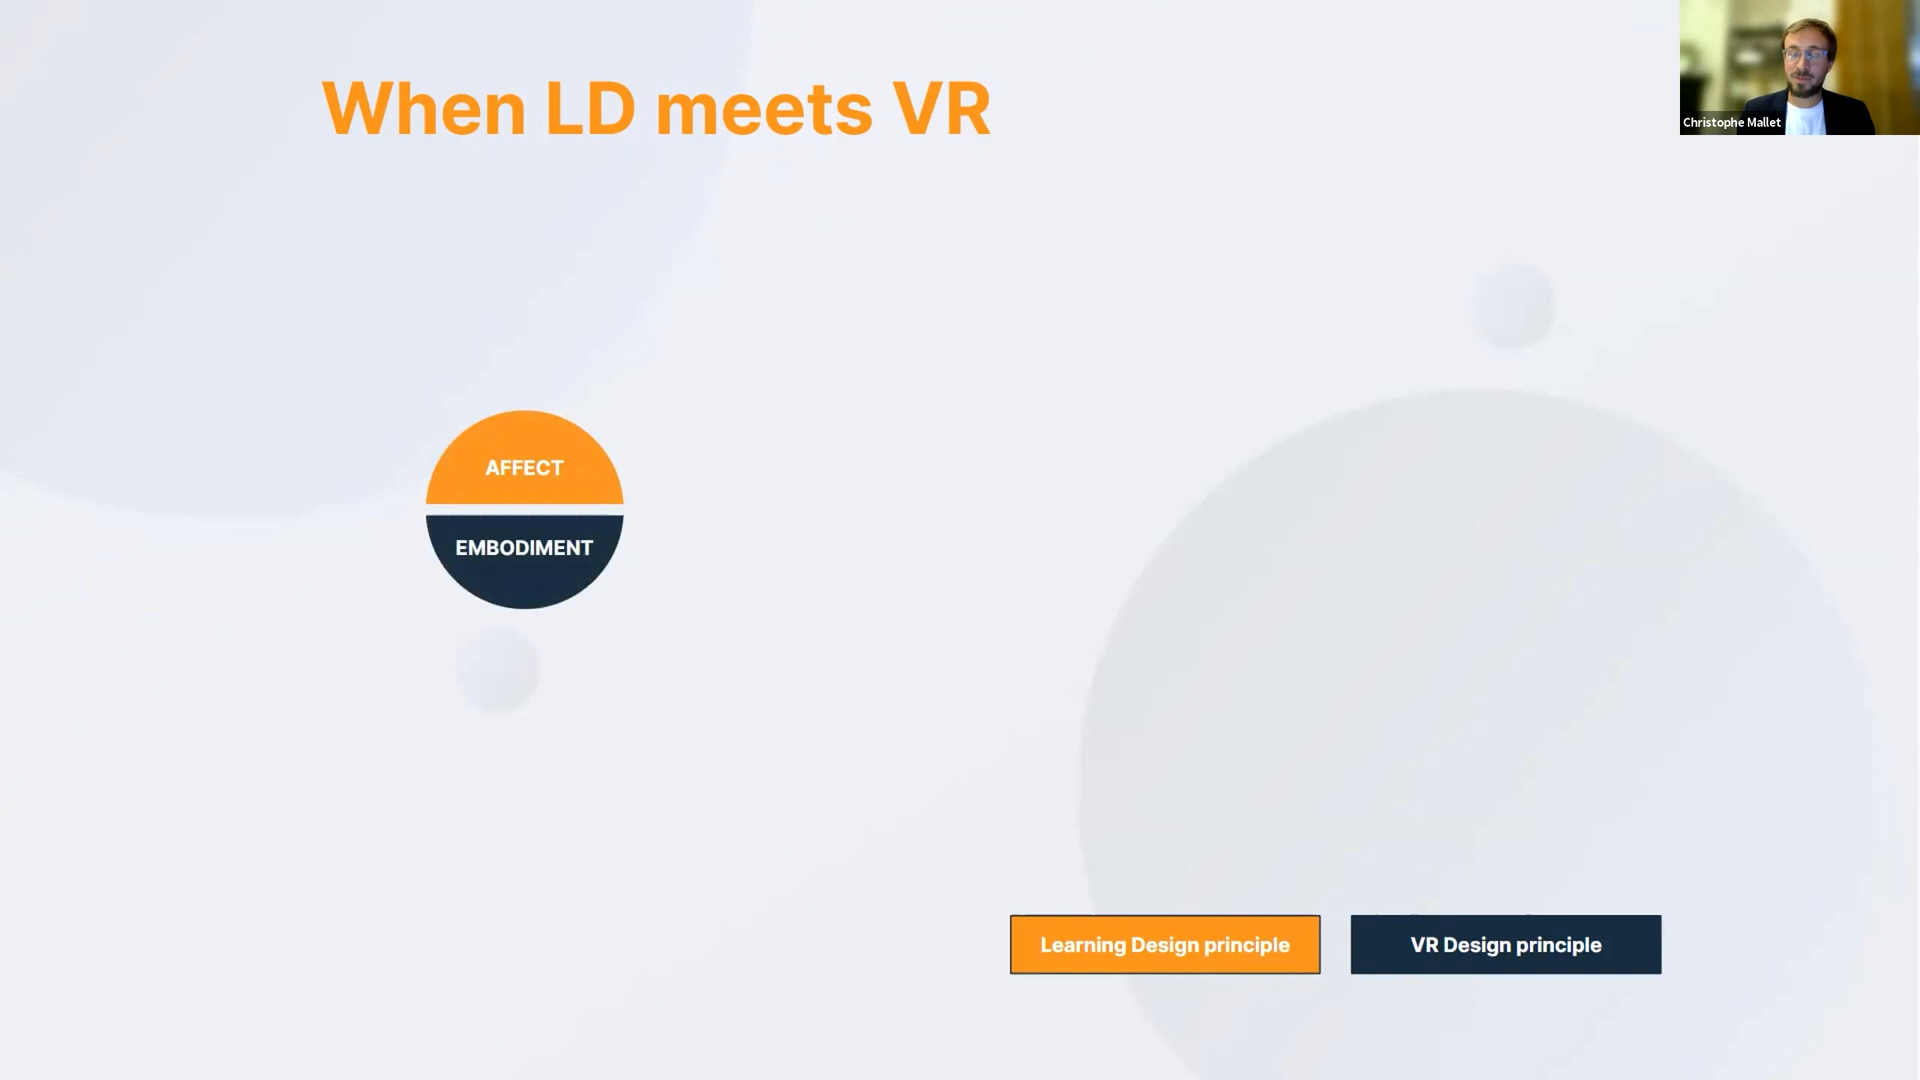 When LD meets VR
Christophe Mallet
AFFECT
EMBODIMENT
Learning Design principle
VR Design principle